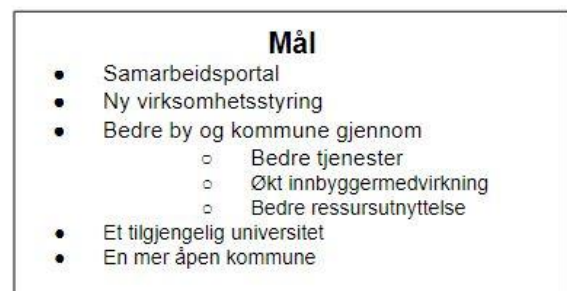 Mål
● Samarbeidsportal
● Ny virksomhetsstyring
● Bedre by og kommune gjennom
○ Bedre tjenester
○ Økt innbyggermedvirkning
○ Bedre ressursutnyttelse
● Et tilgjengelig universitet
● En mer åpen kommune